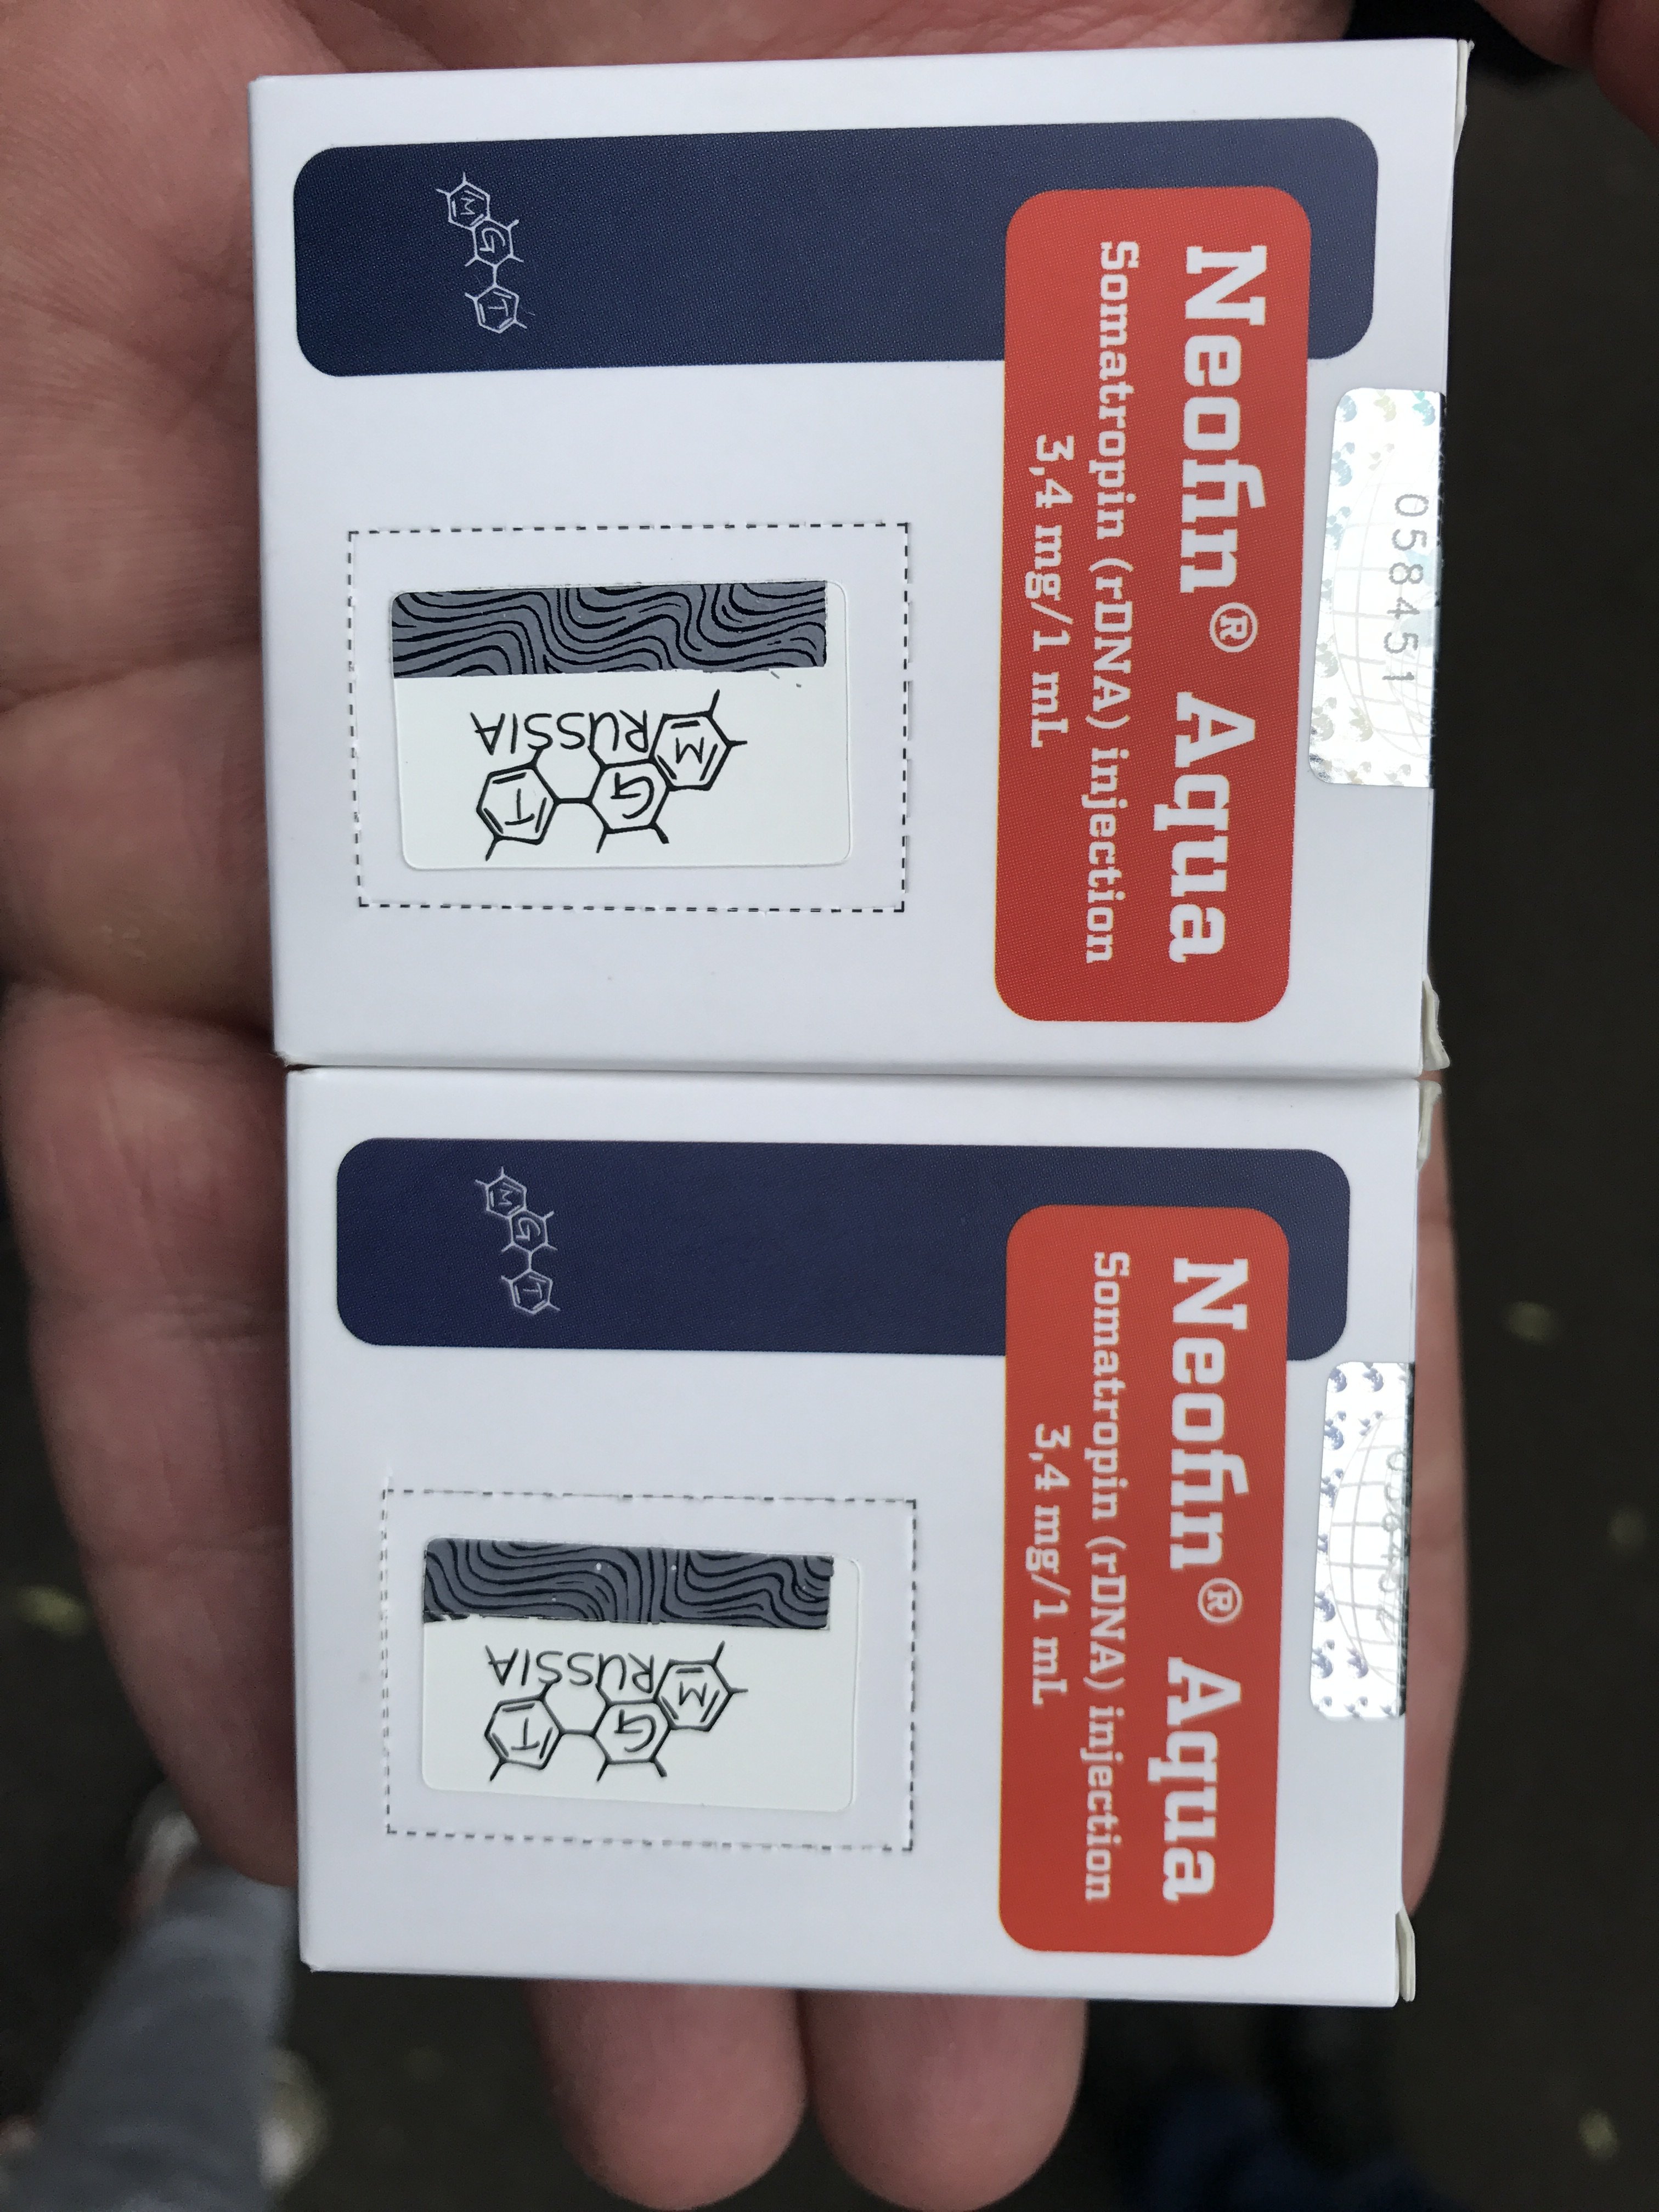 Neofin® Aqua
Somatropin (rDNA) injection
3,4 mg/1 mL
058451
M G T
M G T
RUSSIA
Neofin® Aqua
Somatropin (rDNA) injection
3,4 mg/1 mL
M G T
M G T
RUSSIA